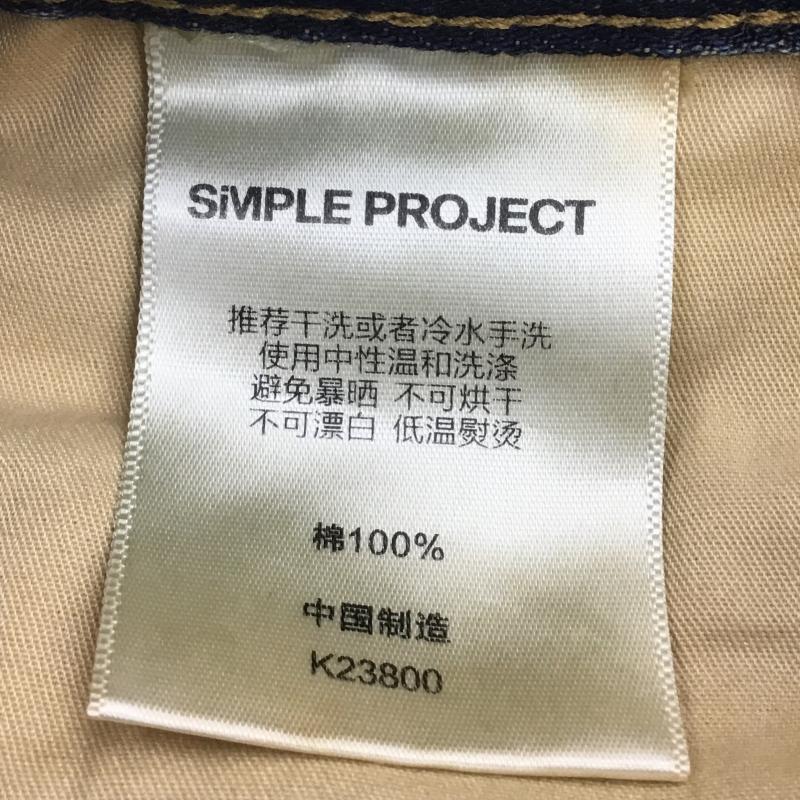 SiMPLE PROJECT
推荐干洗或者冷水手洗
使用中性温和洗涤
避免暴晒 不可烘干
不可漂白 低温熨烫
棉100%
中国制造
K23800